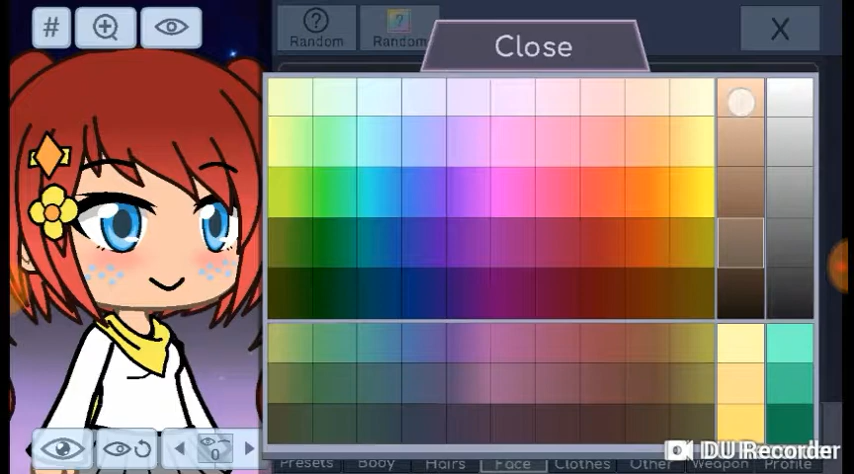 #
Random
Random
Close
X
0
DU Recorder
Presets Body Hairs Face Clothes Other Weapon Profile